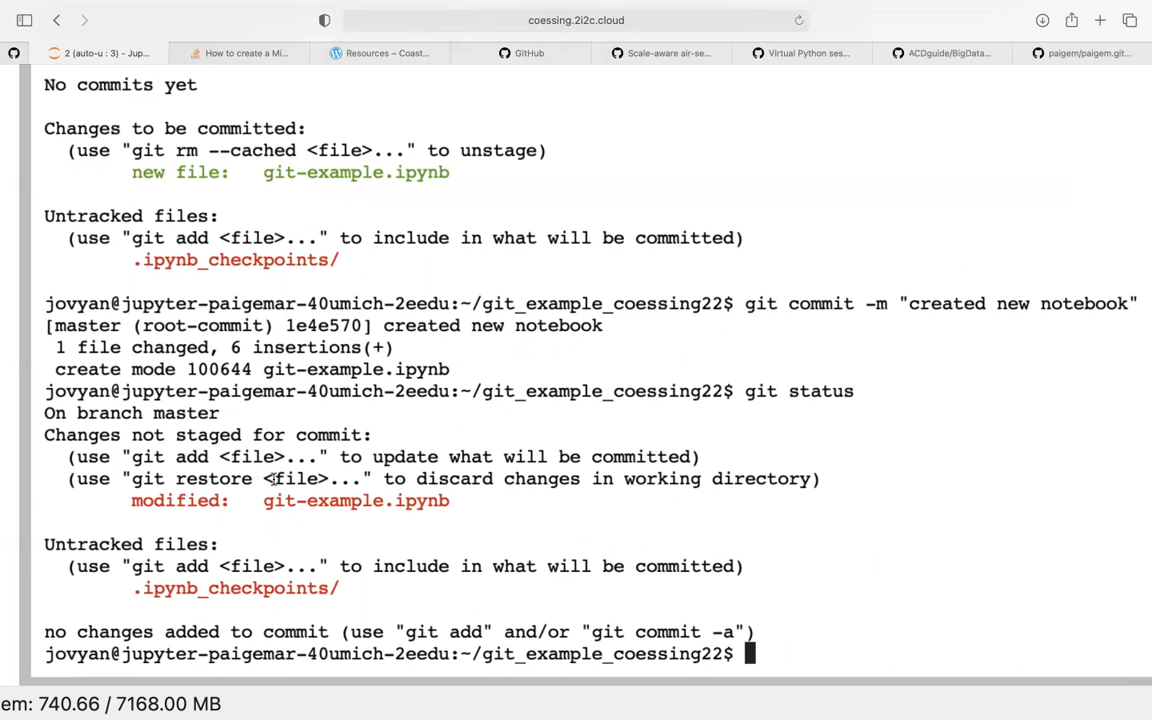 coessing.2i2c.cloud
2 (auto-u : 3) - Jup...
How to create a Mi...
Resources – Coast...
GitHub
Scale-aware air-se...
Virtual Python ses...
ACDguide/BigData...
paigem/paigem.git...
No commits yet
Changes to be committed:
(use "git rm --cached <file>..." to unstage)
new file: git-example.ipynb
Untracked files:
(use "git add <file>..." to include in what will be committed)
.ipynb_checkpoints/
jovyan@jupyter-paigemar-40umich-2eedu:~/git_example_coessing22$ git commit -m "created new notebook"
[master (root-commit) 1e4e570] created new notebook
1 file changed, 6 insertions(+)
create mode 100644 git-example.ipynb
jovyan@jupyter-paigemar-40umich-2eedu:~/git_example_coessing22$ git status
On branch master
Changes not staged for commit:
(use "git add <file>..." to update what will be committed)
(use "git restore <file>..." to discard changes in working directory)
modified: git-example.ipynb
Untracked files:
(use "git add <file>..." to include in what will be committed)
.ipynb_checkpoints/
no changes added to commit (use "git add" and/or "git commit -a")
jovyan@jupyter-paigemar-40umich-2eedu:~/git_example_coessing22$
em: 740.66 / 7168.00 MB